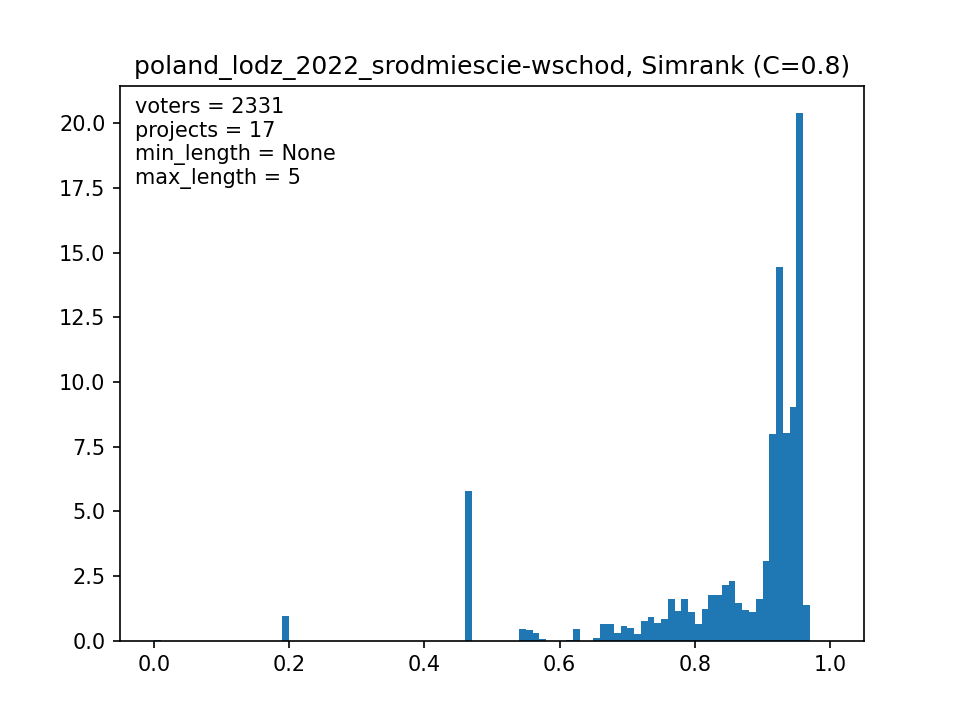 poland_lodz_2022_srodmiescie-wschod, Simrank (C=0.8)
voters = 2331
projects = 17
min_length = None
max_length = 5
20.0
17.5
15.0
12.5
10.0
7.5
5.0
2.5
0.0
0.0 0.2 0.4 0.6 0.8 1.0